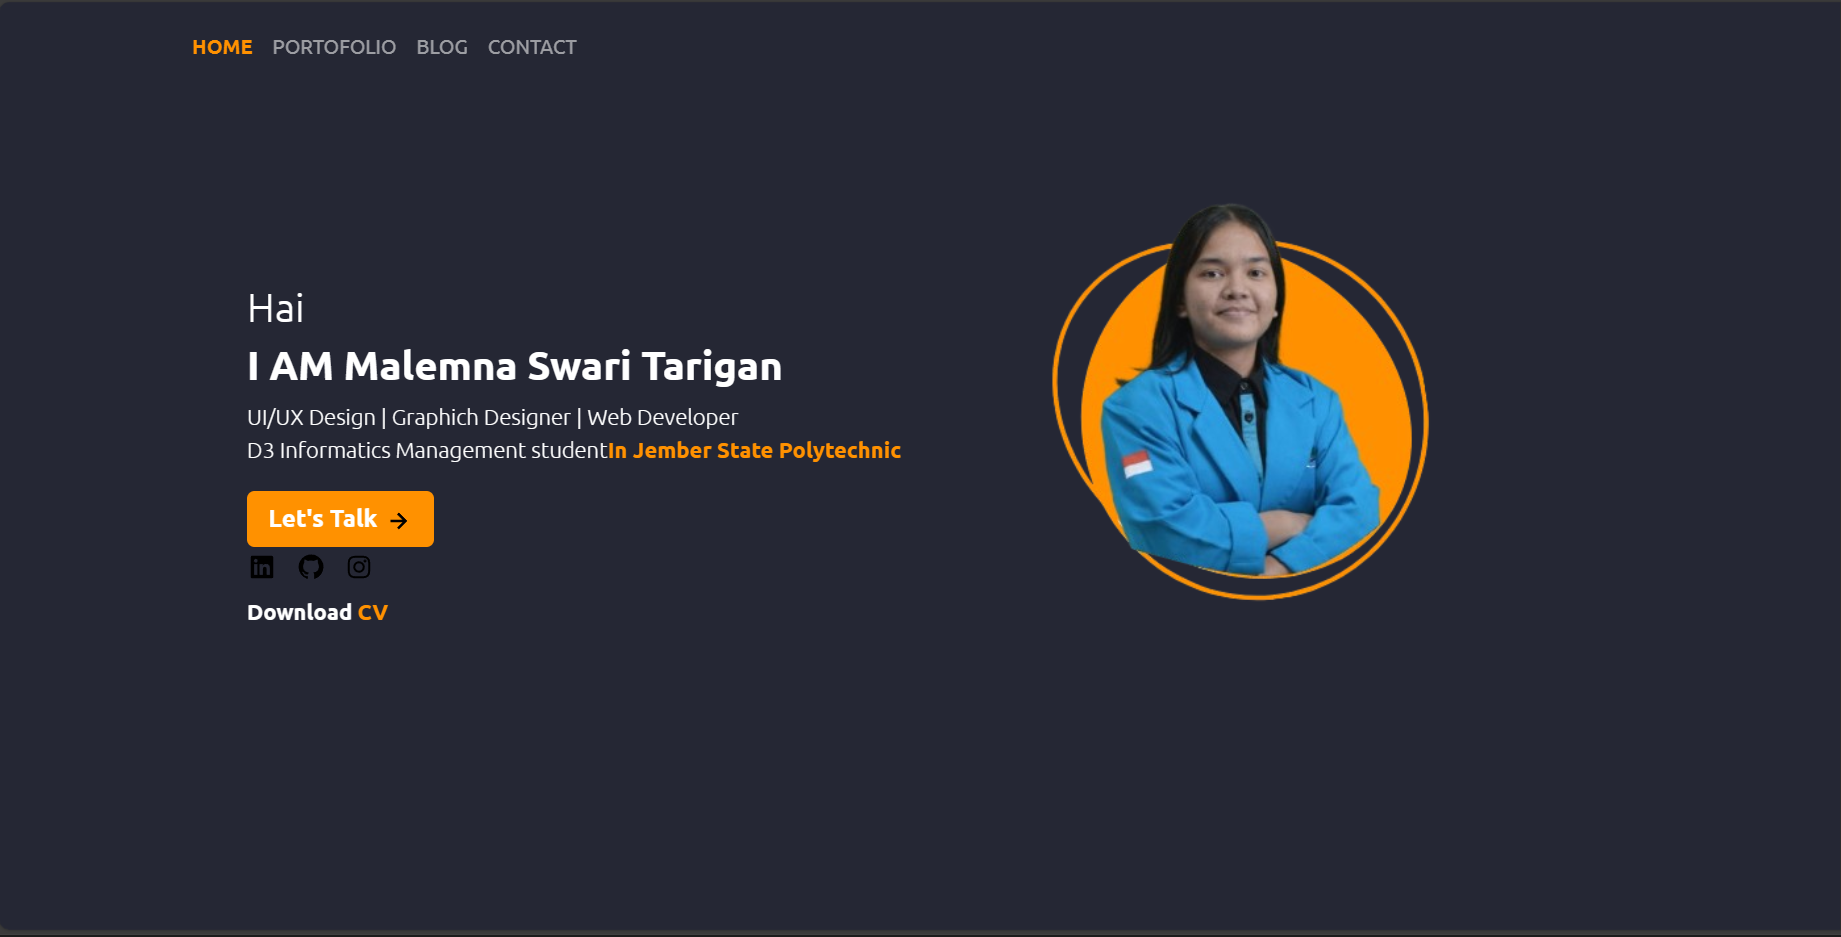 HOME PORTOFOLIO BLOG CONTACT
Hai
I AM Malemna Swari Tarigan
UI/UX Design | Graphich Designer | Web Developer
D3 Informatics Management studentIn Jember State Polytechnic
Let's Talk →
Download CV